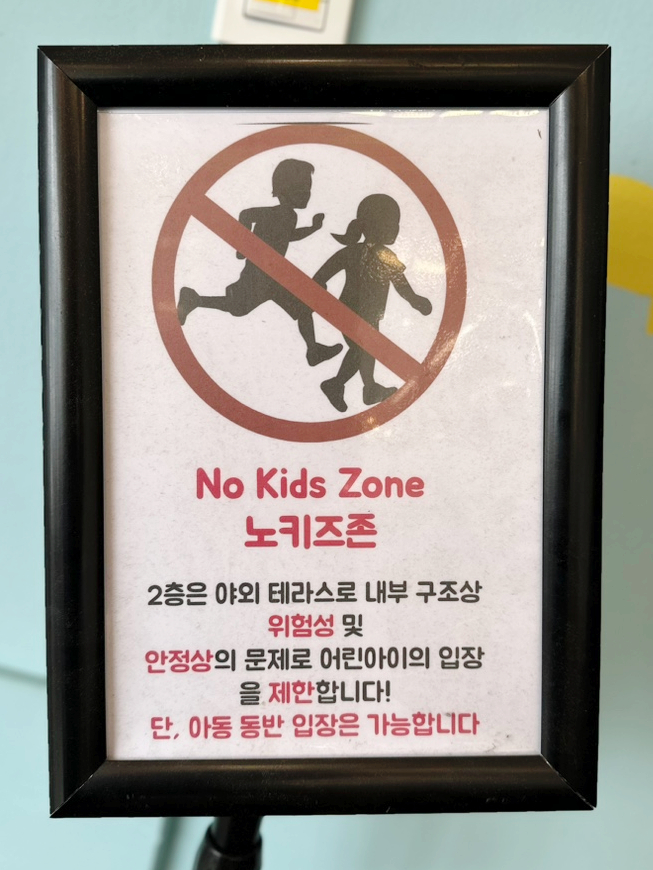 No Kids Zone
노키즈존
2층은 야외 테라스로 내부 구조상
위험성 및
안정상의 문제로 어린아이의 입장
을 제한합니다!
단, 아동 동반 입장은 가능합니다